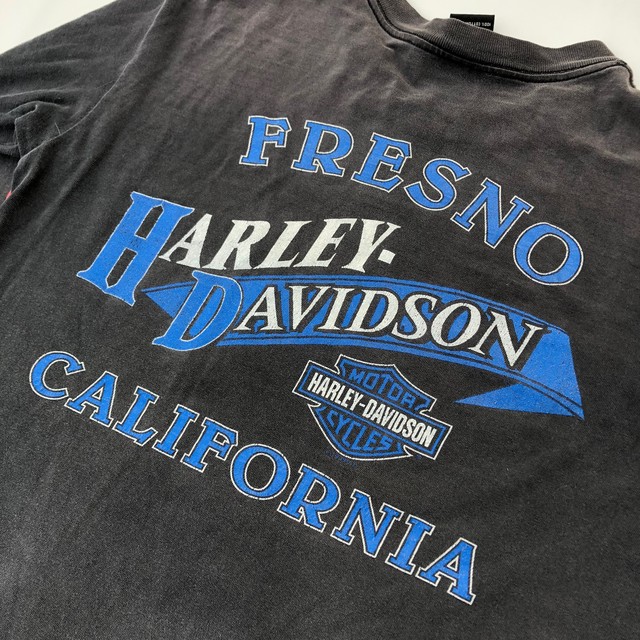 FRESNO
HARLEY-
DAVIDSON
MOTOR
HARLEY-DAVIDSON
CYCLES
CALIFORNIA